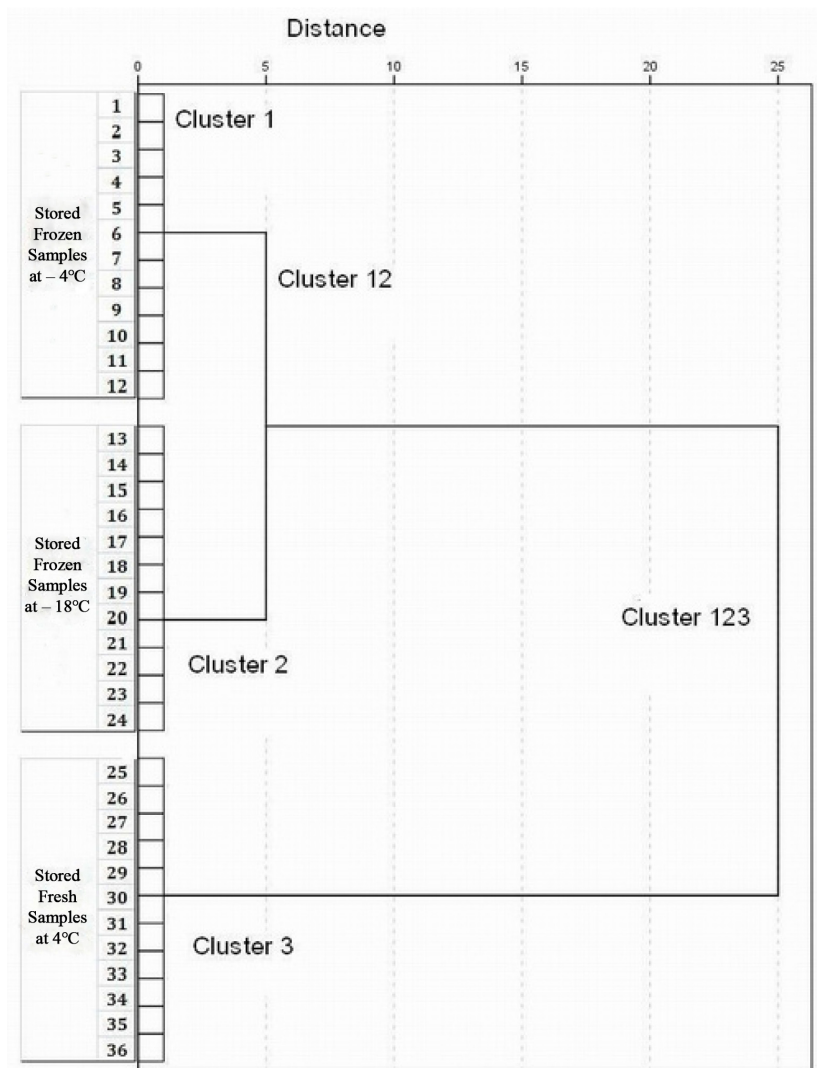 Distance
0 5 10 15 20 25
1
Cluster 1
2
3
4
5
Stored
Frozen
Samples
at – 4°C
6
7
Cluster 12
8
9
10
11
12
13
14
15
16
Stored
Frozen
Samples
at – 18°C
17
18
19
20
Cluster 123
21
Cluster 2
22
23
24
25
26
27
28
Stored
Fresh
Samples
at 4°C
29
30
31
Cluster 3
32
33
34
35
36